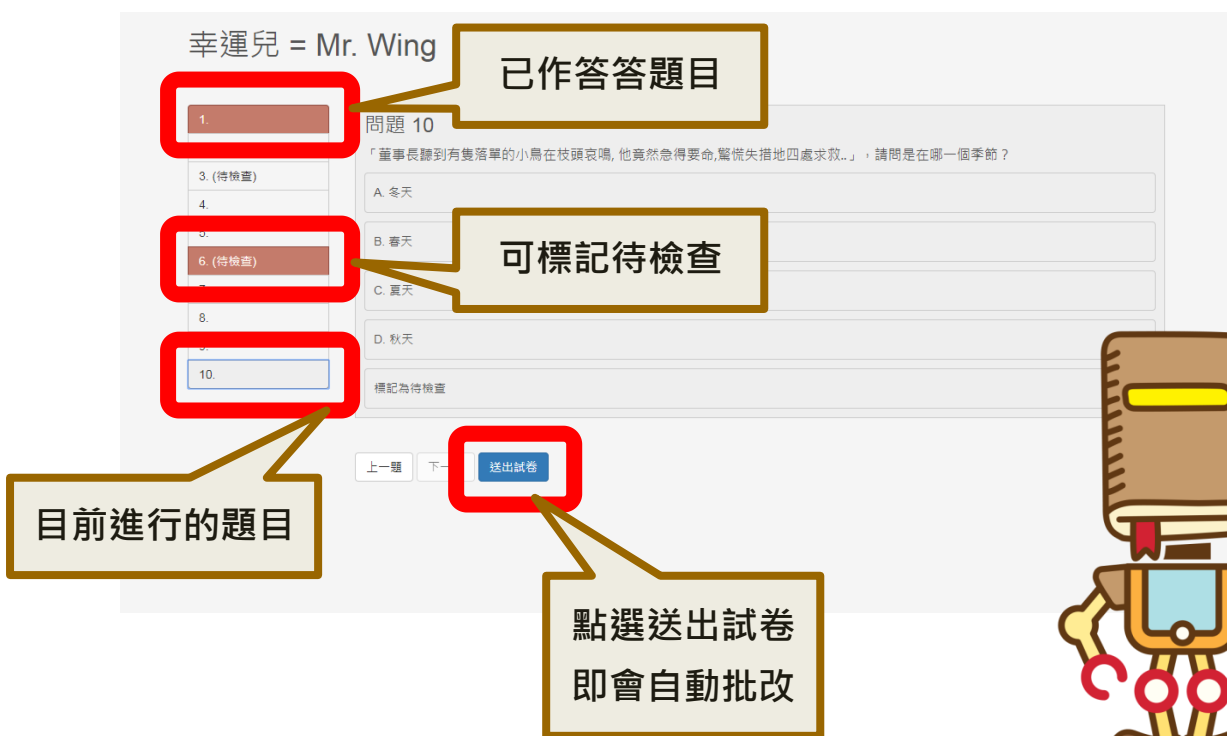 幸運兒 = Mr. Wing
已作答答題目
1.
3. (待檢查)
4.
5.
6. (待檢查)
8.
10.
問題 10
「董事長聽到有隻落單的小鳥在枝頭哀鳴, 他竟然急得要命,驚慌失措地四處求救..」，請問是在哪一個季節？
A. 冬天
B. 春天
C. 夏天
D. 秋天
標記為待檢查
可標記待檢查
上一題
下一
送出試卷
目前進行的題目
點選送出試卷
即會自動批改